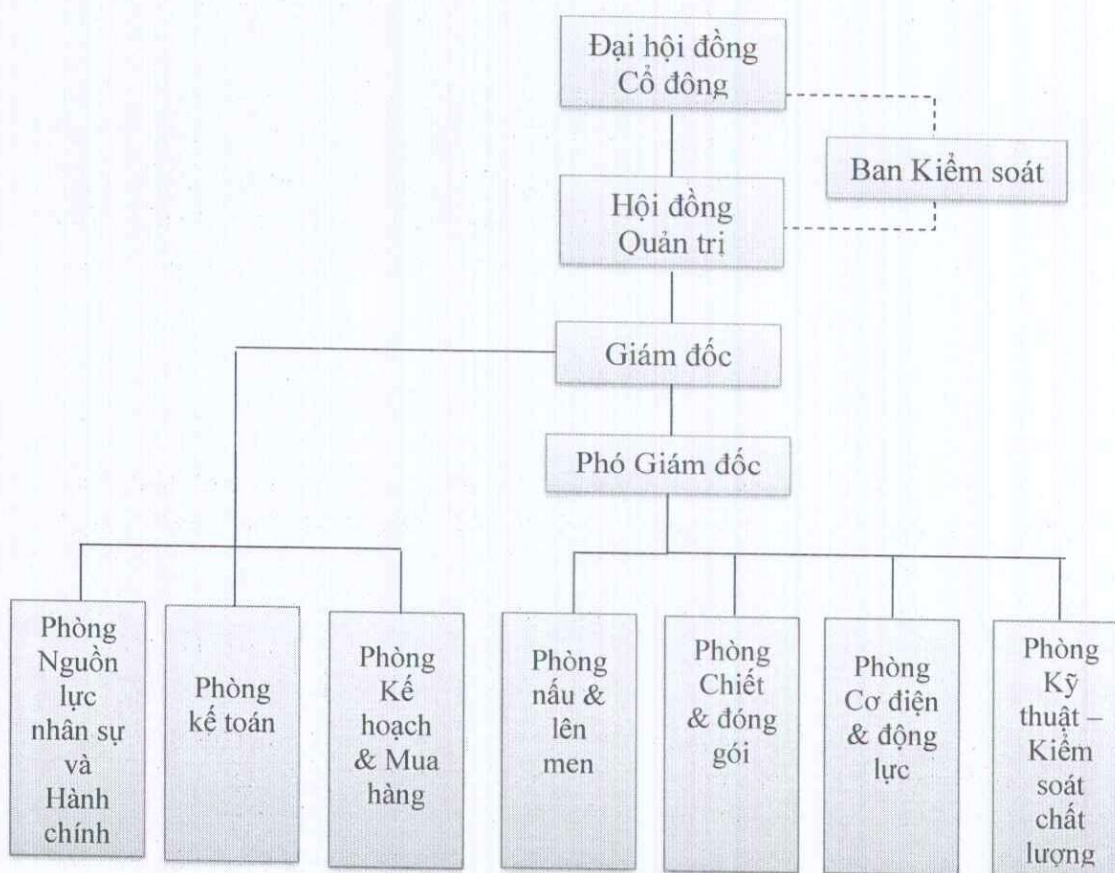 Đại hội đồng
Cổ đông
Ban Kiểm soát
Hội đồng
Quản trị
Giám đốc
Phó Giám đốc
Phòng
Nguồn
lực
nhân sự
và
Hành
chính
Phòng
kế toán
Phòng
Kế
hoạch
& Mua
hàng
Phòng
nấu &
lên
men
Phòng
Chiết
& đóng
gói
Phòng
Cơ điện
& động
lực
Phòng
Kỹ
thuật –
Kiểm
soát
chất
lượng